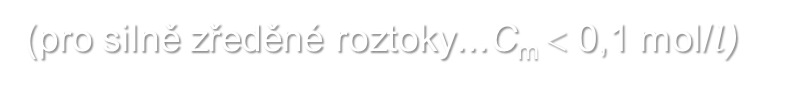 (pro silně zředěné roztoky...Cm < 0,1 mol/l)